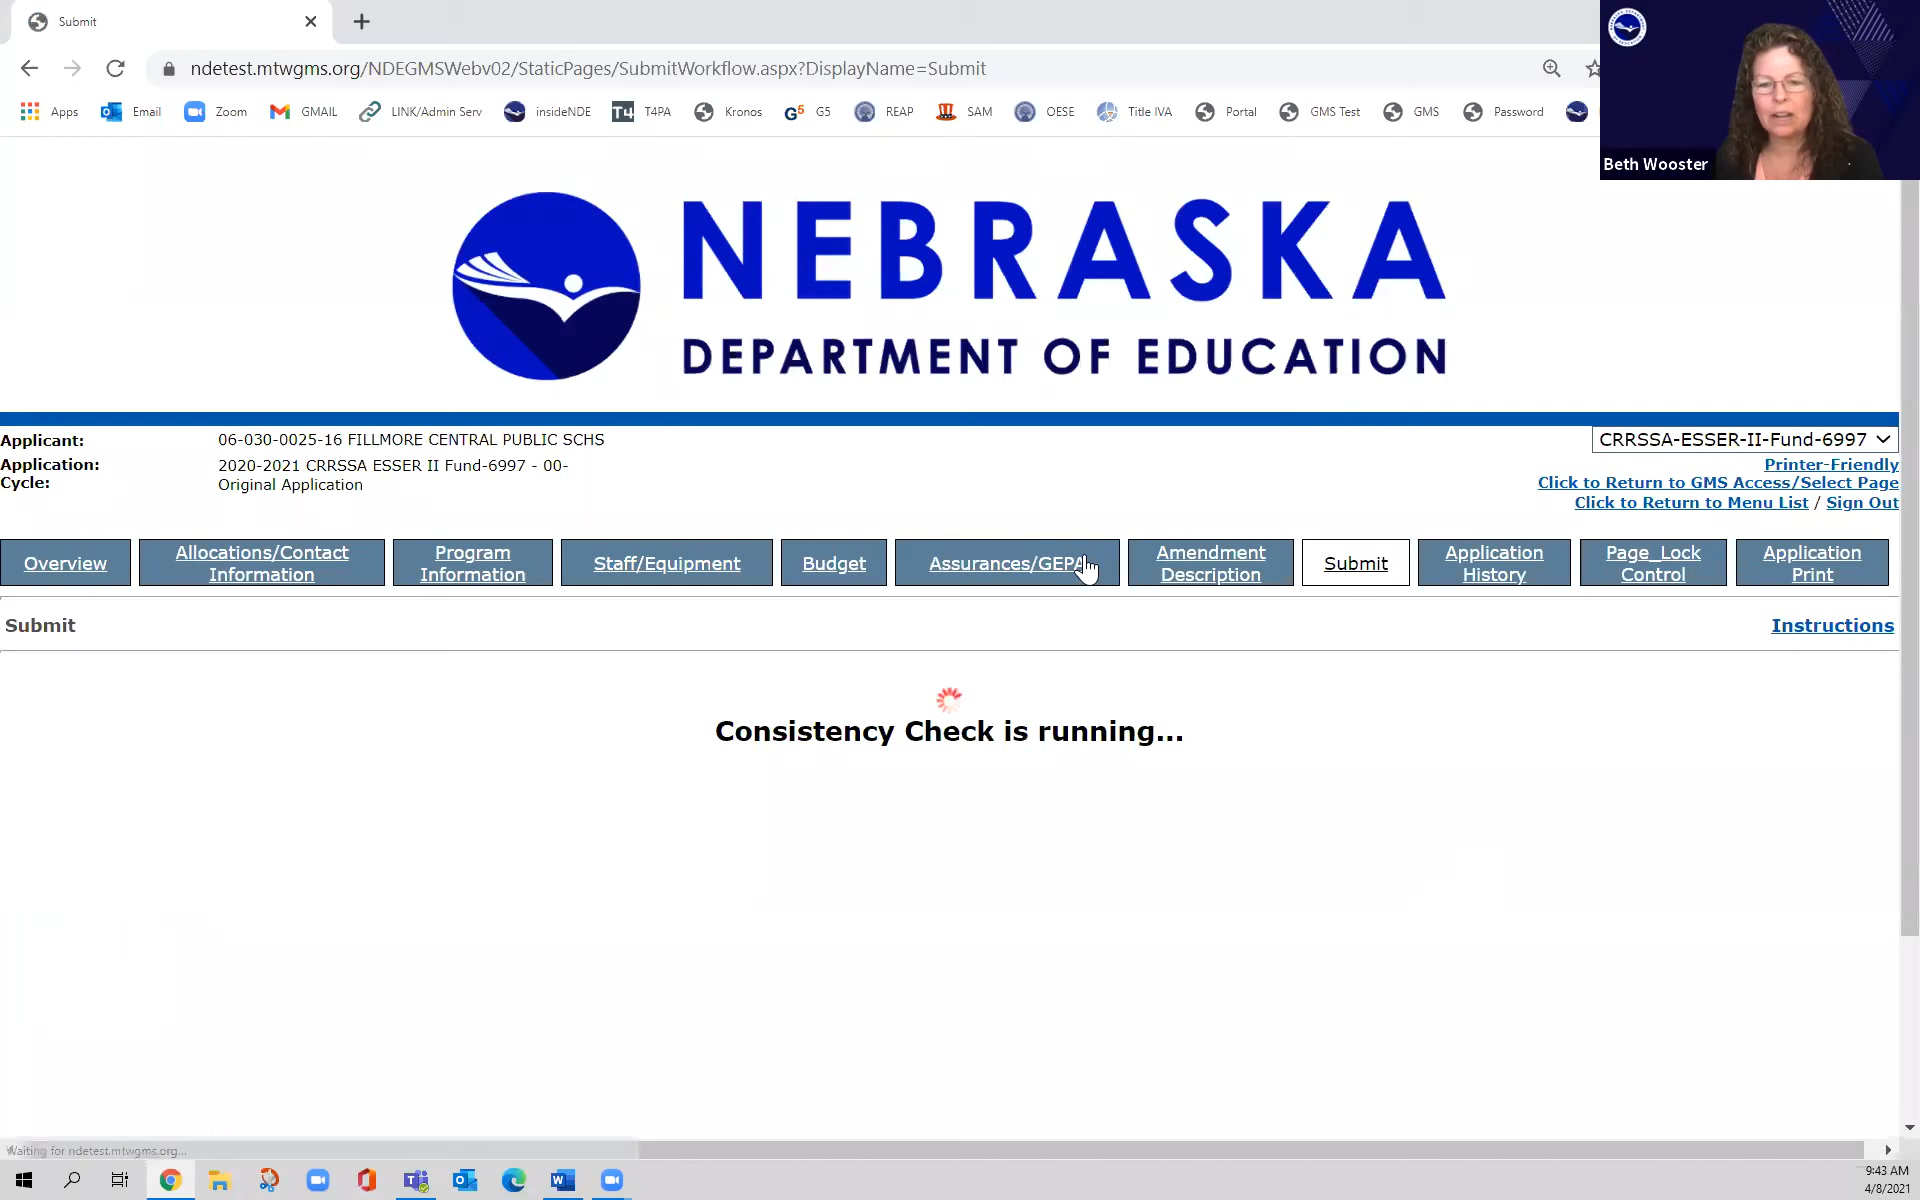 Submit
ndetest.mtwgms.org/NDEGMSWebv02/StaticPages/SubmitWorkflow.aspx?DisplayName=Submit
Apps Email Zoom GMAIL LINK/Admin Serv insideNDE T4 T4PA Kronos G5 G5 REAP SAM OESE Title IVA Portal GMS Test GMS Password
Beth Wooster
NEBRASKA
DEPARTMENT OF EDUCATION
Applicant: 06-030-0025-16 FILLMORE CENTRAL PUBLIC SCHS
CRRSSA-ESSER-II-Fund-6997
Application: 2020-2021 CRRSSA ESSER II Fund-6997 - 00-
Printer-Friendly
Cycle: Original Application
Click to Return to GMS Access/Select Page
Click to Return to Menu List / Sign Out
Overview
Allocations/Contact
Information
Program
Information
Staff/Equipment
Budget
Assurances/GEPA
Amendment
Description
Submit
Application
History
Page_Lock
Control
Application
Print
Submit
Instructions
Consistency Check is running...
Waiting for ndetest.mtwgms.org...
9:43 AM
4/8/2021